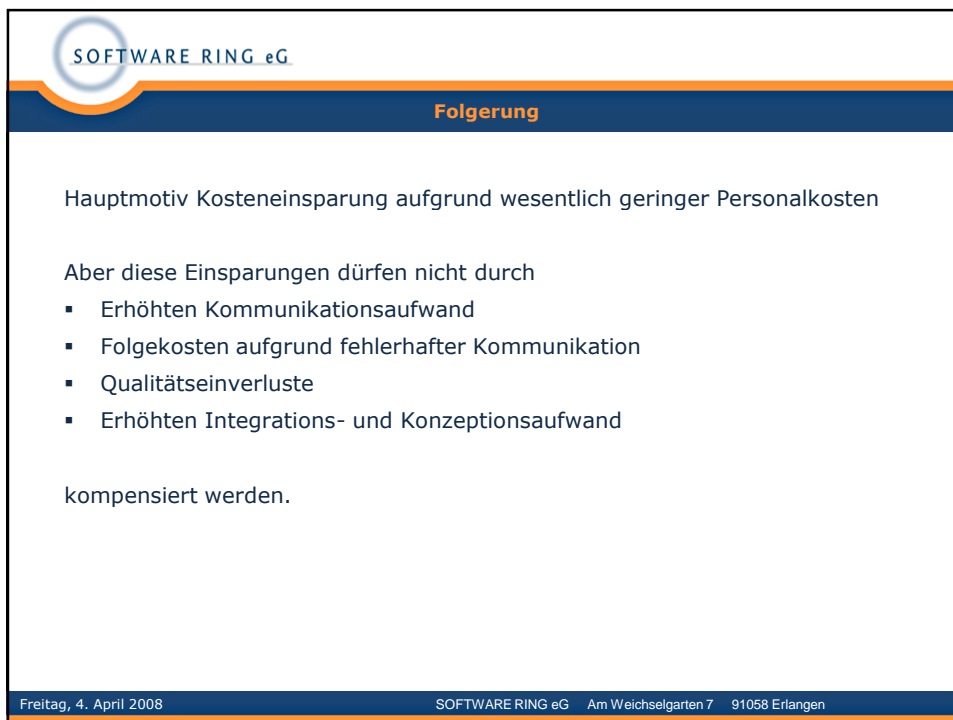 SOFTWARE RING eG
Folgerung
Hauptmotiv Kosteneinsparung aufgrund wesentlich geringer Personalkosten
Aber diese Einsparungen dürfen nicht durch
▪ Erhöhten Kommunikationsaufwand
▪ Folgekosten aufgrund fehlerhafter Kommunikation
▪ Qualitätseinverluste
▪ Erhöhten Integrations- und Konzeptionsaufwand
kompensiert werden.
Freitag, 4. April 2008 SOFTWARE RING eG Am Weichselgarten 7 91058 Erlangen